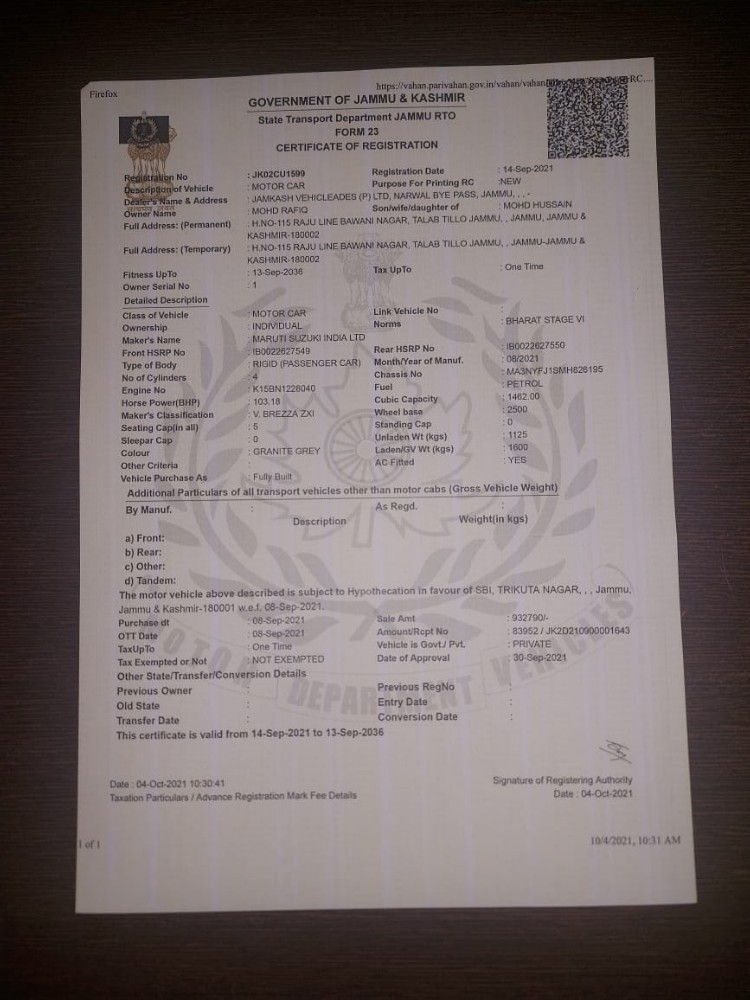 Firefox
https://vahan.parivahan.gov.in/vahan/vahan
RC....
GOVERNMENT OF JAMMU & KASHMIR
State Transport Department JAMMU RTO
FORM 23
CERTIFICATE OF REGISTRATION
Registration No : JK02CU1599 Registration Date : 14-Sep-2021
Description of Vehicle : MOTOR CAR Purpose For Printing RC :NEW
Dealer's Name & Address : JAMKASH VEHICLEADES (P) LTD, NARWAL BYE PASS, JAMMU, , , -
Owner Name : MOHD RAFIQ Son/wife/daughter of : MOHD HUSSAIN
Full Address: (Permanent) : H.NO-115 RAJU LINE BAWANI NAGAR, TALAB TILLO JAMMU, , JAMMU, JAMMU &
KASHMIR-180002
Full Address: (Temporary) : H.NO-115 RAJU LINE BAWANI NAGAR, TALAB TILLO JAMMU, , JAMMU-JAMMU &
KASHMIR-180002
Fitness UpTo : 13-Sep-2036 Tax UpTo : One Time
Owner Serial No : 1
Detailed Description
Class of Vehicle : MOTOR CAR Link Vehicle No :
Ownership : INDIVIDUAL Norms : BHARAT STAGE VI
Maker's Name : MARUTI SUZUKI INDIA LTD
Front HSRP No : IB0022627549 Rear HSRP No : IB0022627550
Type of Body : RIGID (PASSENGER CAR) Month/Year of Manuf. : 08/2021
No of Cylinders : 4 Chassis No : MA3NYFJ1SMH826195
Engine No : K15BN1228040 Fuel : PETROL
Horse Power(BHP) : 103.18 Cubic Capacity : 1462.00
Maker's Classification : V. BREZZA ZXI Wheel base : 2500
Seating Cap(in all) : 5 Standing Cap : 0
Sleepar Cap : 0 Unladen Wt (kgs) : 1125
Colour : GRANITE GREY Laden/GV Wt (kgs) : 1600
Other Criteria : AC Fitted : YES
Vehicle Purchase As : Fully Built
Additional Particulars of all transport vehicles other than motor cabs (Gross Vehicle Weight)
By Manuf. : As Regd. :
Description Weight(in kgs)
a) Front:
b) Rear:
c) Other:
d) Tandem:
The motor vehicle above described is subject to Hypothecation in favour of SBI, TRIKUTA NAGAR, , , Jammu,
Jammu & Kashmir-180001 w.e.f. 08-Sep-2021.
Purchase dt : 08-Sep-2021 Sale Amt : 932790/-
OTT Date : 08-Sep-2021 Amount/Rcpt No : 83952 / JK2D210900001643
TaxUpTo : One Time Vehicle is Govt./ Pvt. : PRIVATE
Tax Exempted or Not : NOT EXEMPTED Date of Approval : 30-Sep-2021
Other State/Transfer/Conversion Details
Previous Owner : Previous RegNo :
Old State : Entry Date :
Transfer Date : Conversion Date :
This certificate is valid from 14-Sep-2021 to 13-Sep-2036
Date : 04-Oct-2021 10:30:41 Signature of Registering Authority
Taxation Particulars / Advance Registration Mark Fee Details Date : 04-Oct-2021
1 of 1 10/4/2021, 10:31 AM